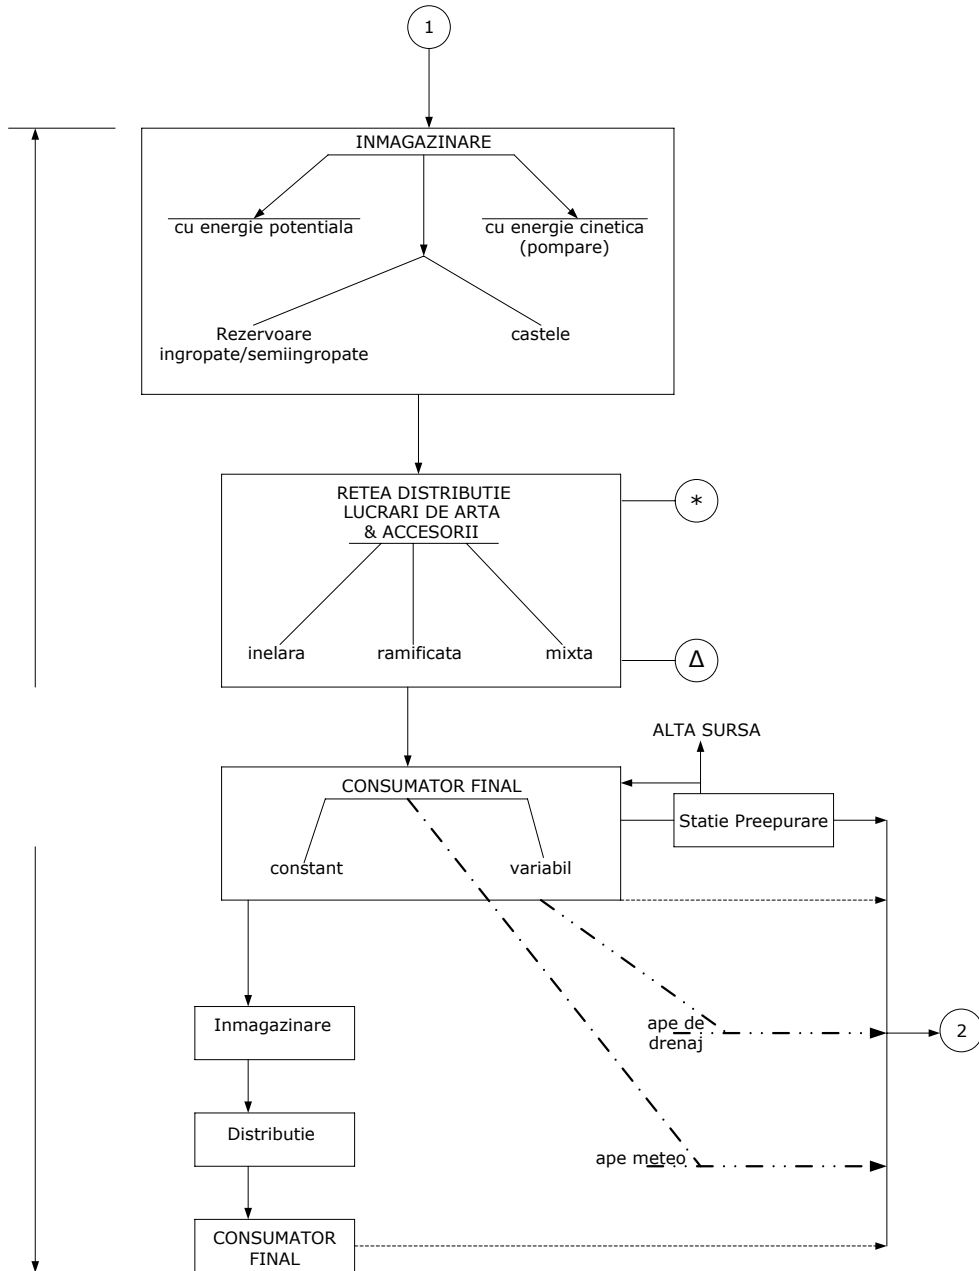 1
INMAGAZINARE
cu energie potentiala
cu energie cinetica
(pompare)
Rezervoare
ingropate/semiingropate
castele
RETEA DISTRIBUTIE
LUCRARI DE ARTA
& ACCESORII
*
inelara
ramificata
mixta
Δ
ALTA SURSA
CONSUMATOR FINAL
Statie Preepurare
constant
variabil
Inmagazinare
ape de
drenaj
2
Distributie
ape meteo
CONSUMATOR
FINAL